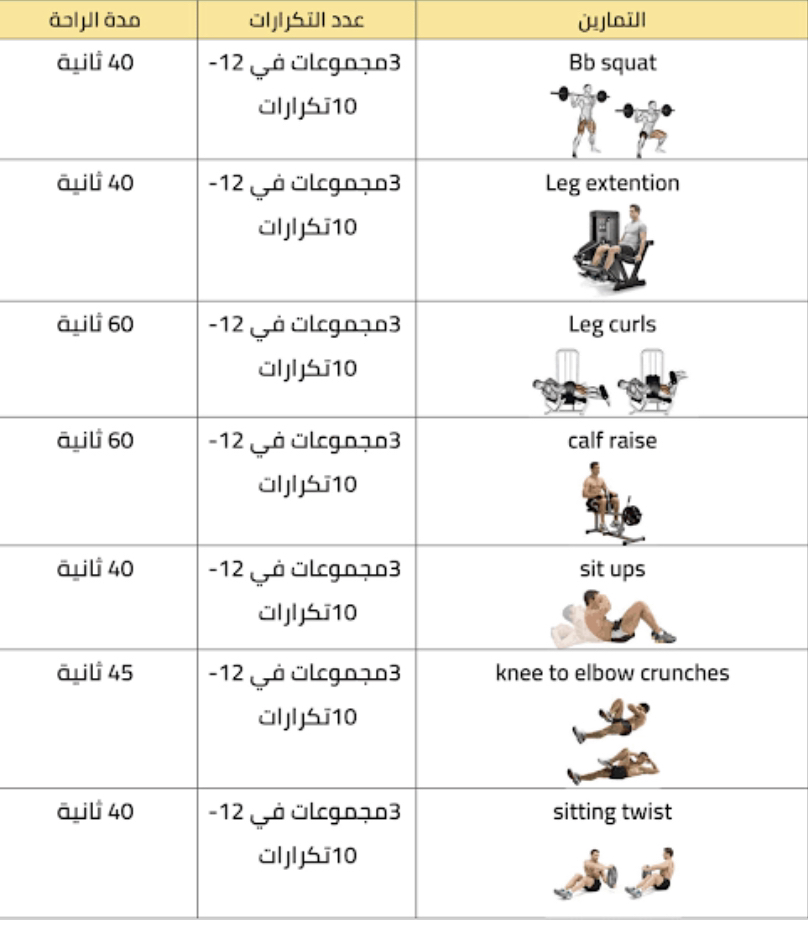 التمارين
عدد التكرارات
مدة الراحة
Bb squat
3مجموعات في 12-
10تكرارات
40 ثانية
Leg extention
3مجموعات في 12-
10تكرارات
40 ثانية
Leg curls
3مجموعات في 12-
10تكرارات
60 ثانية
calf raise
3مجموعات في 12-
10تكرارات
60 ثانية
sit ups
3مجموعات في 12-
10تكرارات
40 ثانية
knee to elbow crunches
3مجموعات في 12-
10تكرارات
45 ثانية
sitting twist
3مجموعات في 12-
10تكرارات
40 ثانية